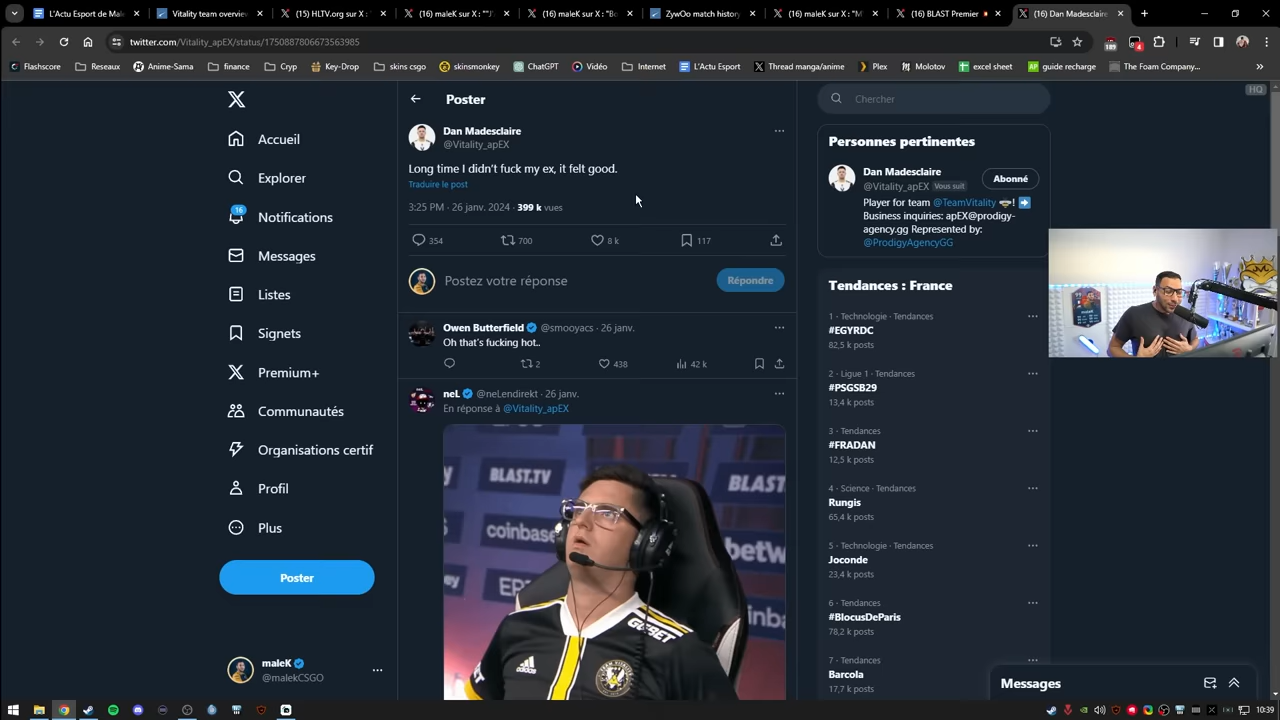 L'Actu Esport de Malek
Vitality team overview
(15) HLTV.org sur X :
(16) maleK sur X :
(16) maleK sur X :
ZywOo match history
(16) maleK sur X :
(16) BLAST Premier
(16) Dan Madesclaire
twitter.com/Vitality_apEX/status/1750887806673563985
Flashscore
Reseaux
Anime-Sama
finance
Cryp
Key-Drop
skins csgo
skinsmonkey
ChatGPT
Vidéo
Internet
L'Actu Esport
Thread manga/anime
Plex
Molotov
excel sheet
guide recharge
The Foam Company...
HQ
Accueil
Explorer
16
Notifications
Messages
Listes
Signets
Premium+
Communautés
Organisations certif
Profil
Plus
Poster
maleK
@malekCSGO
Poster
Dan Madesclaire
@Vitality_apEX
Long time I didn't fuck my ex, it felt good.
Traduire le post
3:25 PM · 26 janv. 2024 · 399 k vues
354
700
8 k
117
Postez votre réponse
Répondre
Owen Butterfield @smooyacs · 26 janv.
Oh that's fucking hot..
2
438
42 k
neL @neLendirekt · 26 janv.
En réponse à @Vitality_apEX
BLAST.TV
BLAST
coinbase
betw
GGBET
adidas
Chercher
Personnes pertinentes
Dan Madesclaire
@Vitality_apEX Vous suit
Abonné
Player for team @TeamVitality !
Business inquiries: apEX@prodigy-
agency.gg Represented by:
@ProdigyAgencyGG
Tendances : France
1 · Technologie · Tendances
#EGYRDC
82,5 k posts
2 · Ligue 1 · Tendances
#PSGSB29
13,4 k posts
3 · Tendances
#FRADAN
12,5 k posts
4 · Science · Tendances
Rungis
65,4 k posts
5 · Technologie · Tendances
Joconde
23,4 k posts
6 · Tendances
#BlocusDeParis
78,2 k posts
7 · Tendances
Barcola
17,7 k posts
Messages
10:39